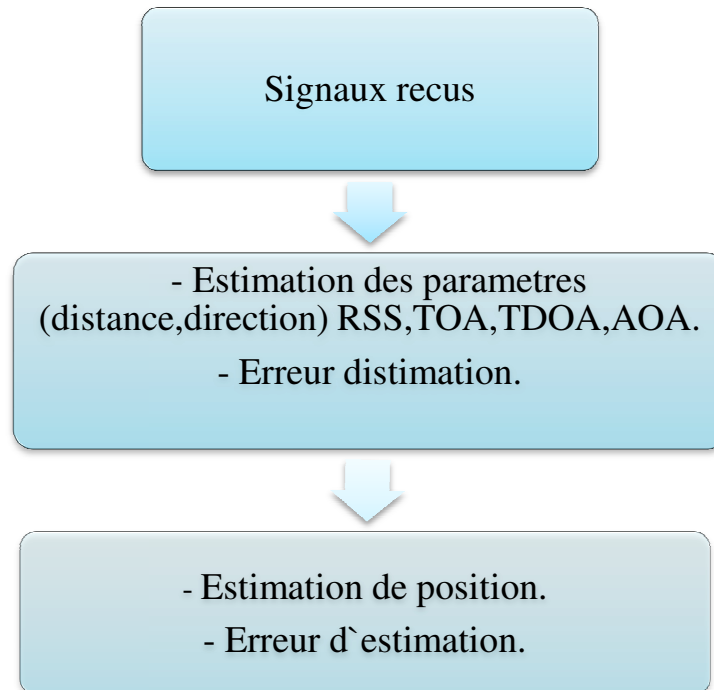 Signaux recus
- Estimation des parametres
(distance,direction) RSS,TOA,TDOA,AOA.
- Erreur distimation.
- Estimation de position.
- Erreur d`estimation.